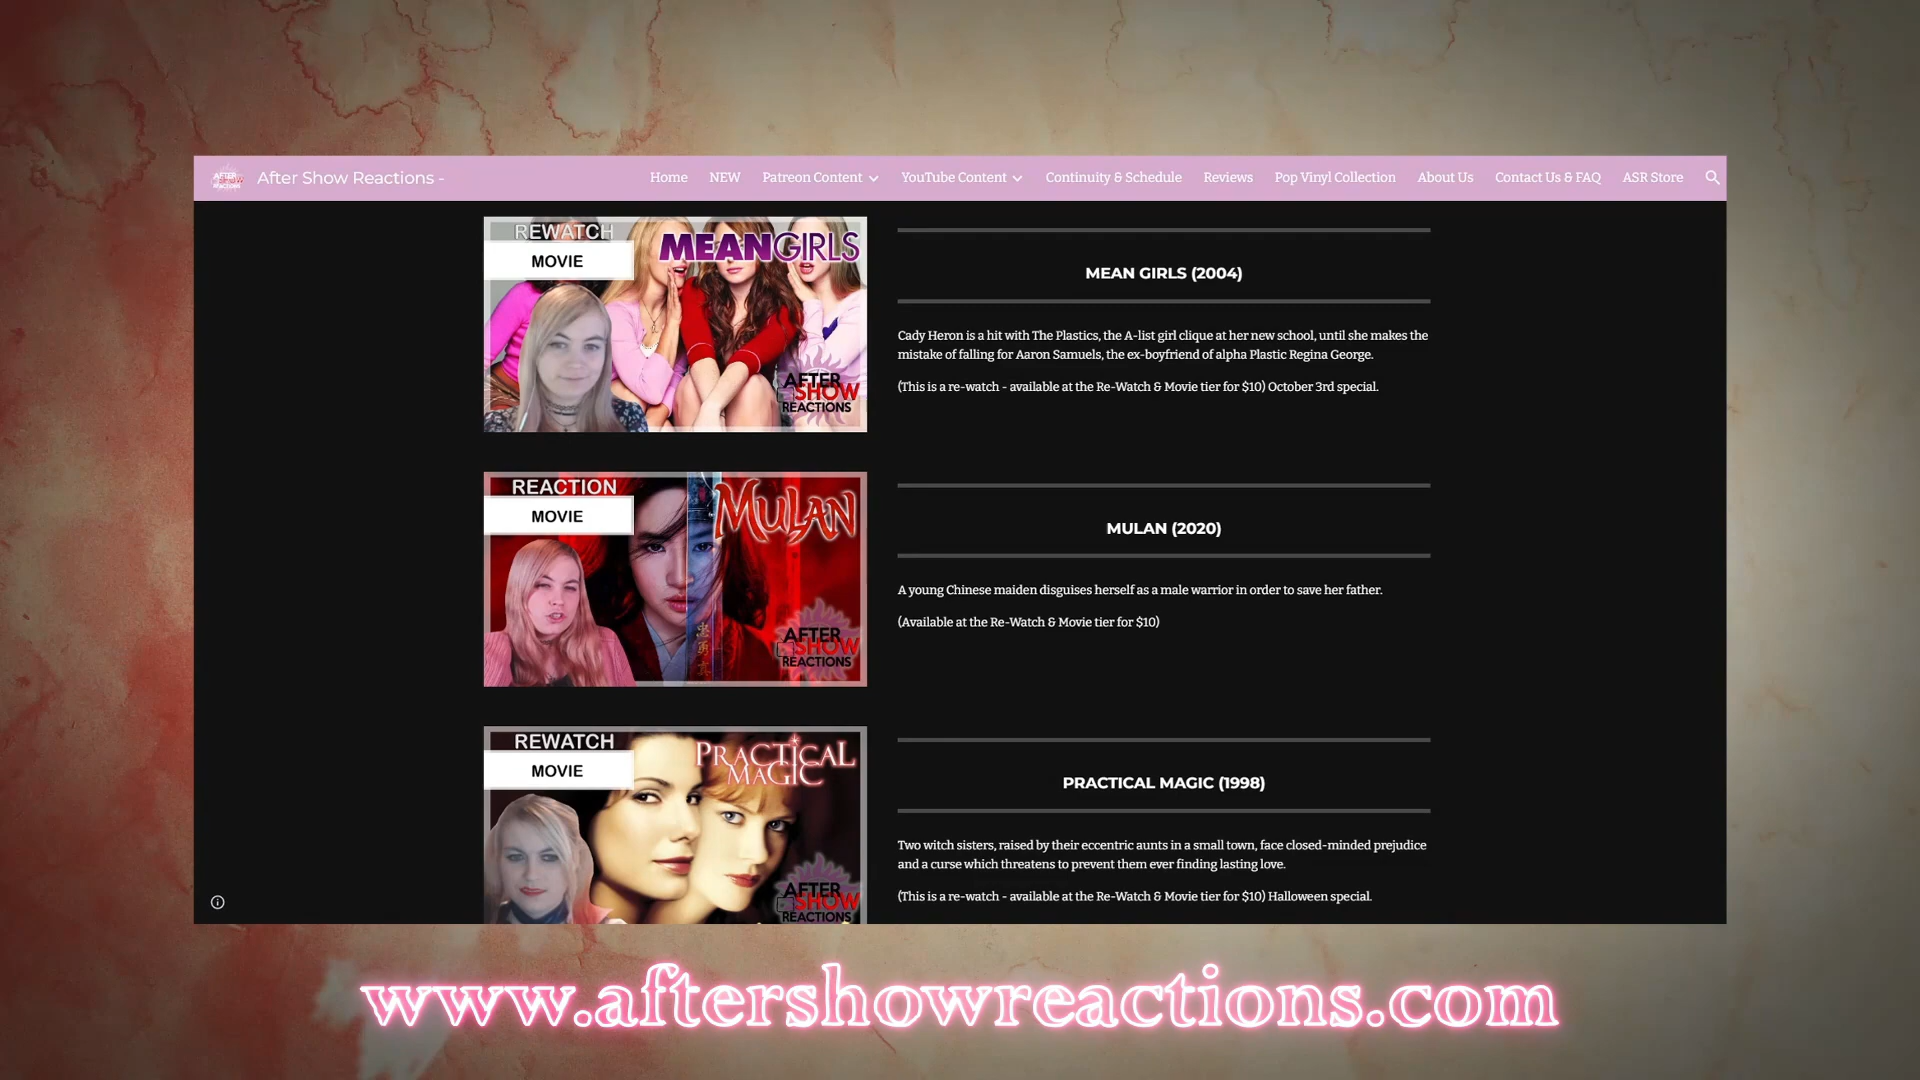 AFTER SHOW REACTIONS
After Show Reactions -
Home
NEW
Patreon Content
YouTube Content
Continuity & Schedule
Reviews
Pop Vinyl Collection
About Us
Contact Us & FAQ
ASR Store
REWATCH
MOVIE
MEAN GIRLS
AFTER
SHOW
REACTIONS
MEAN GIRLS (2004)
Cady Heron is a hit with The Plastics, the A-list girl clique at her new school, until she makes the
mistake of falling for Aaron Samuels, the ex-boyfriend of alpha Plastic Regina George.
(This is a re-watch - available at the Re-Watch & Movie tier for $10) October 3rd special.
REACTION
MOVIE
MULAN
忠勇真
AFTER
SHOW
REACTIONS
MULAN (2020)
A young Chinese maiden disguises herself as a male warrior in order to save her father.
(Available at the Re-Watch & Movie tier for $10)
REWATCH
MOVIE
PRACTICAL
MAGIC
AFTER
SHOW
REACTIONS
PRACTICAL MAGIC (1998)
Two witch sisters, raised by their eccentric aunts in a small town, face closed-minded prejudice
and a curse which threatens to prevent them ever finding lasting love.
(This is a re-watch - available at the Re-Watch & Movie tier for $10) Halloween special.
www.aftershowreactions.com